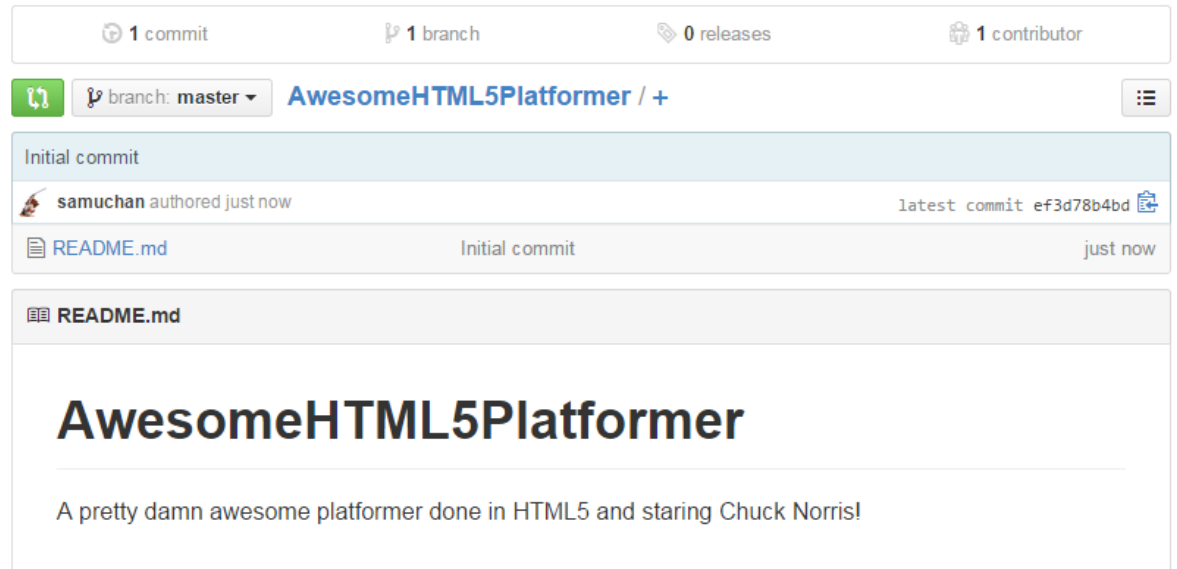 1 commit 1 branch 0 releases 1 contributor
branch: master AwesomeHTML5Platformer / +
Initial commit
samuchan authored just now latest commit ef3d78b4bd
README.md Initial commit just now
README.md
AwesomeHTML5Platformer
A pretty damn awesome platformer done in HTML5 and staring Chuck Norris!